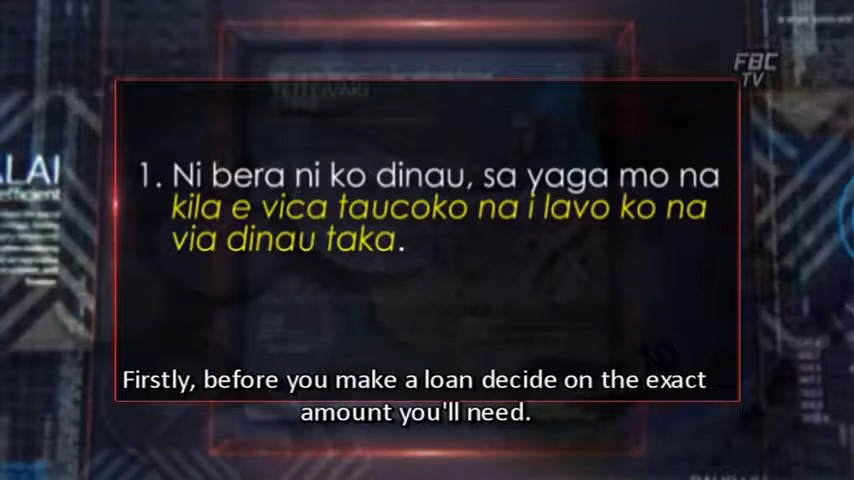 FBC
TV
1. Ni bera ni ko dinau, sa yaga mo na
kila e vica taucoko na i lavo ko na
via dinau taka.
Firstly, before you make a loan decide on the exact
amount you'll need.